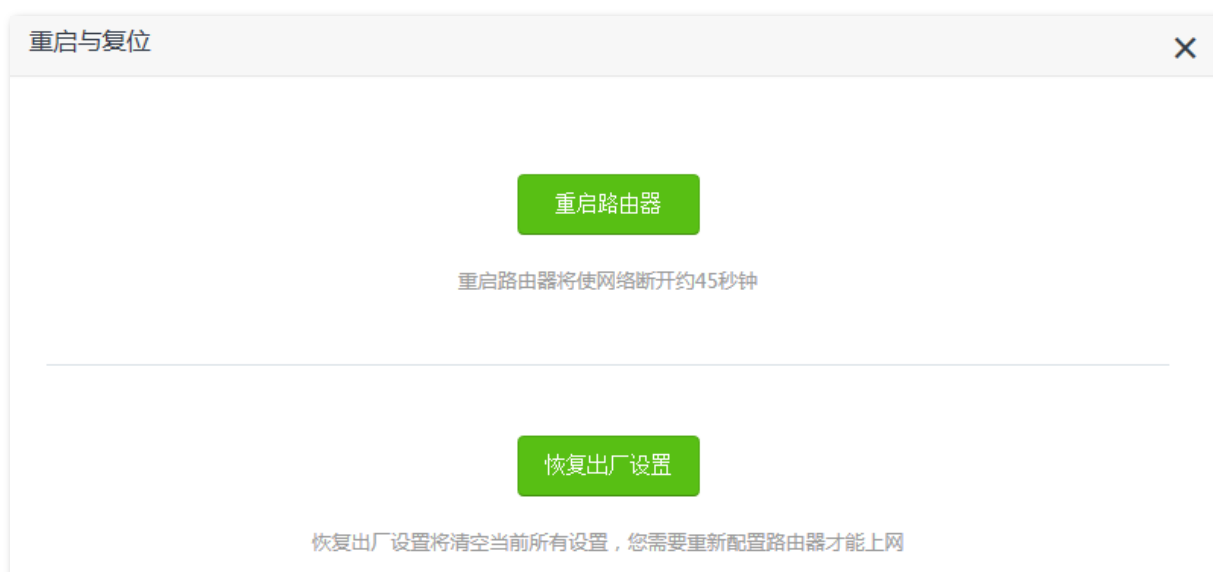 重启与复位
重启路由器
重启路由器将使网络断开约45秒钟
恢复出厂设置
恢复出厂设置将清空当前所有设置，您需要重新配置路由器才能上网